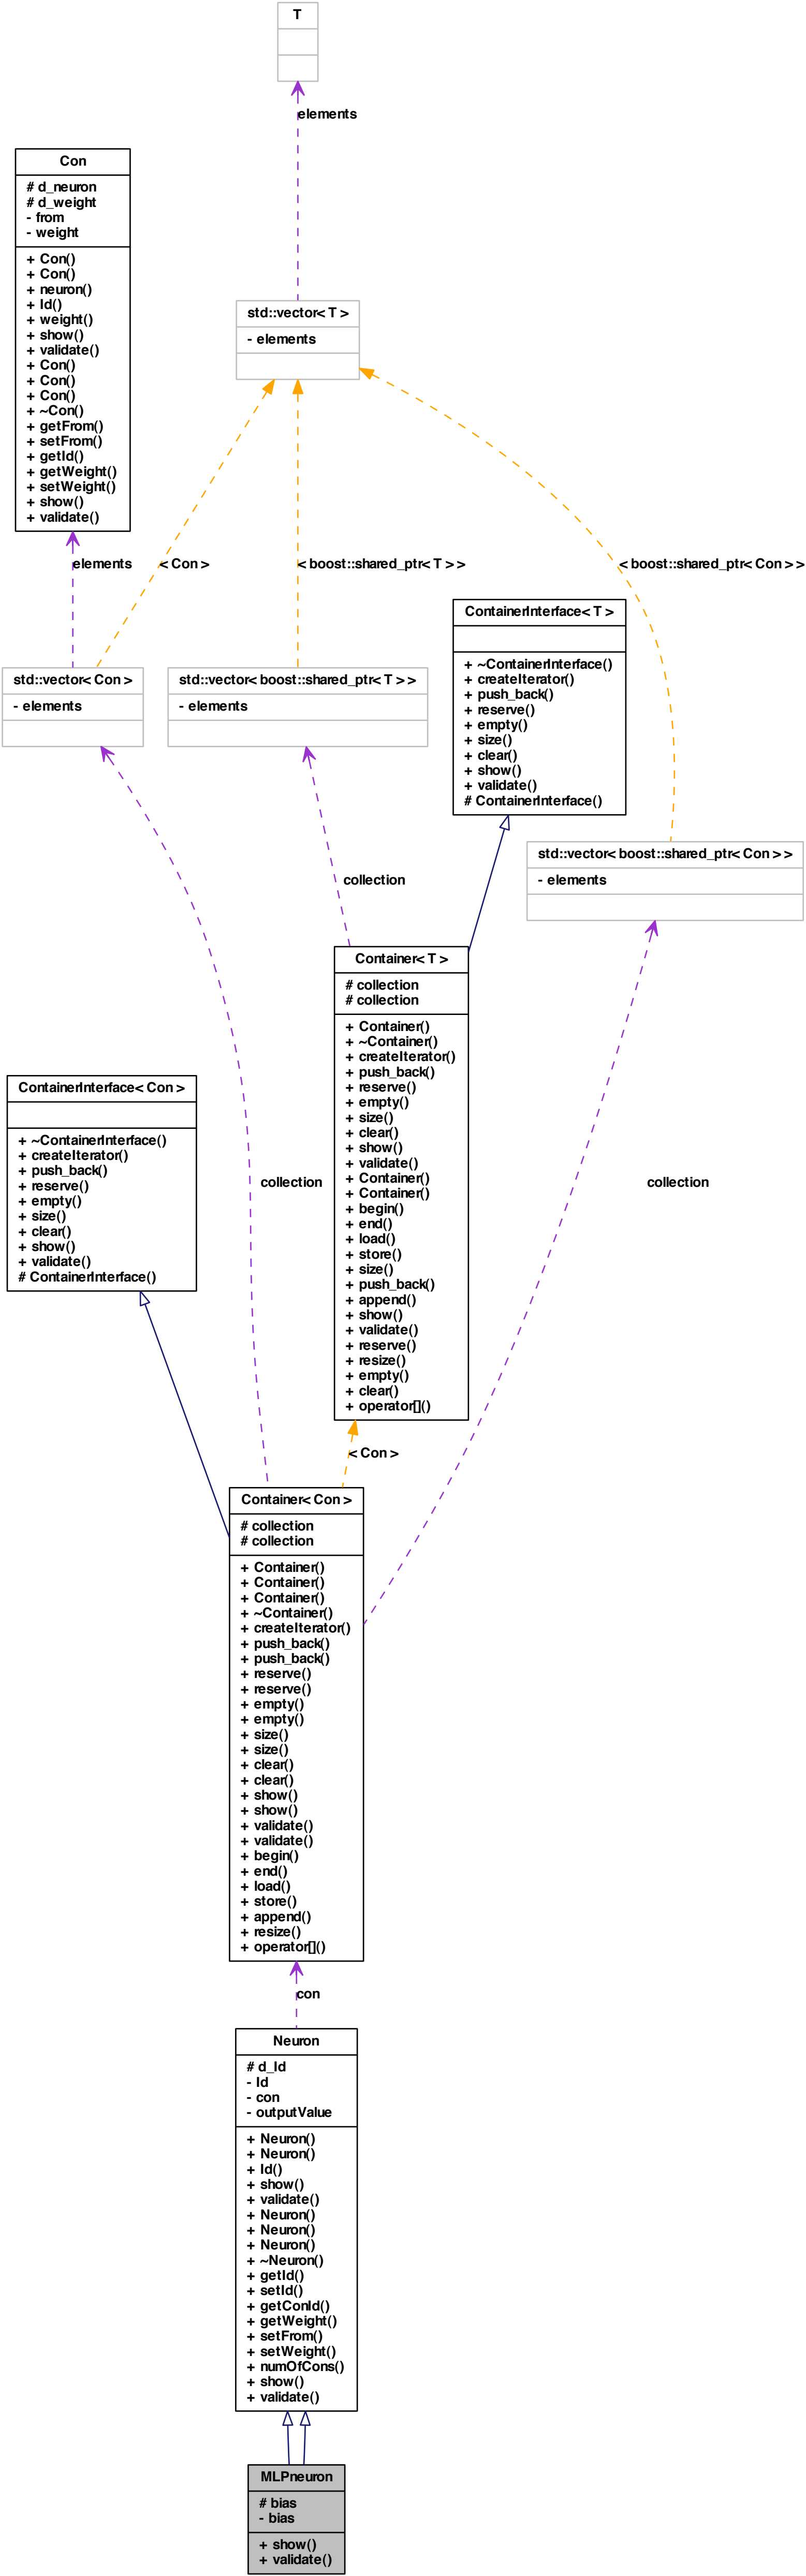 T
elements
Con
# d_neuron
# d_weight
- from
- weight
+ Con()
+ Con()
+ neuron()
+ Id()
+ weight()
+ show()
+ validate()
+ Con()
+ Con()
+ Con()
+ ~Con()
+ getFrom()
+ setFrom()
+ getId()
+ getWeight()
+ setWeight()
+ show()
+ validate()
std::vector< T >
- elements
elements
< Con >
< boost::shared_ptr< T > >
< boost::shared_ptr< Con > >
ContainerInterface< T >
+ ~ContainerInterface()
+ createIterator()
+ push_back()
+ reserve()
+ empty()
+ size()
+ clear()
+ show()
+ validate()
# ContainerInterface()
std::vector< Con >
- elements
std::vector< boost::shared_ptr< T > >
- elements
std::vector< boost::shared_ptr< Con > >
- elements
collection
Container< T >
# collection
# collection
+ Container()
+ ~Container()
+ createIterator()
+ push_back()
+ reserve()
+ empty()
+ size()
+ clear()
+ show()
+ validate()
+ Container()
+ Container()
+ begin()
+ end()
+ load()
+ store()
+ size()
+ push_back()
+ append()
+ show()
+ validate()
+ reserve()
+ resize()
+ empty()
+ clear()
+ operator[]()
ContainerInterface< Con >
+ ~ContainerInterface()
+ createIterator()
+ push_back()
+ reserve()
+ empty()
+ size()
+ clear()
+ show()
+ validate()
# ContainerInterface()
collection
collection
< Con >
Container< Con >
# collection
# collection
+ Container()
+ Container()
+ Container()
+ ~Container()
+ createIterator()
+ push_back()
+ push_back()
+ reserve()
+ reserve()
+ empty()
+ empty()
+ size()
+ size()
+ clear()
+ clear()
+ show()
+ show()
+ validate()
+ validate()
+ begin()
+ end()
+ load()
+ store()
+ append()
+ resize()
+ operator[]()
con
Neuron
# d_Id
- Id
- con
- outputValue
+ Neuron()
+ Neuron()
+ Id()
+ show()
+ validate()
+ Neuron()
+ Neuron()
+ Neuron()
+ ~Neuron()
+ getId()
+ setId()
+ getConId()
+ getWeight()
+ setFrom()
+ setWeight()
+ numOfCons()
+ show()
+ validate()
MLPneuron
# bias
- bias
+ show()
+ validate()